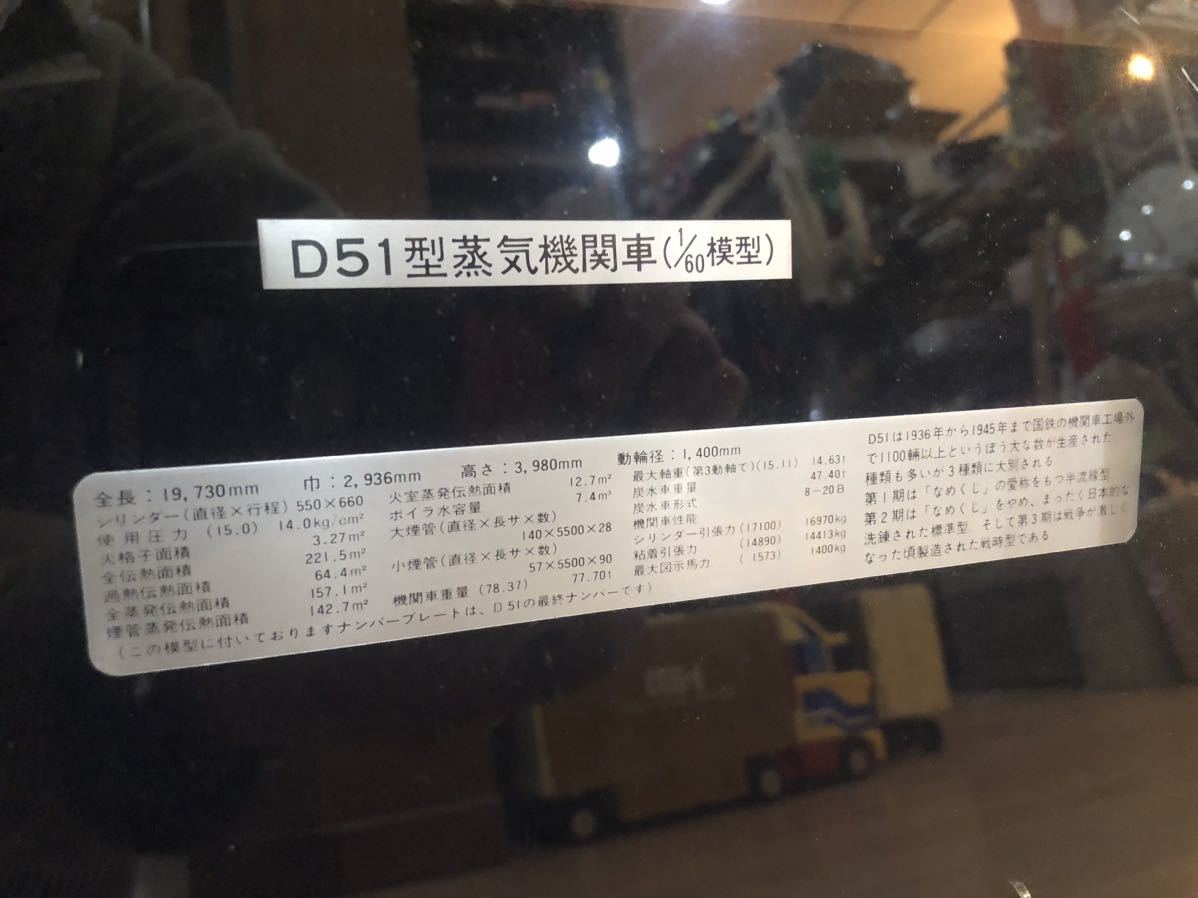 D51型蒸気機関車(1/60模型)
全長：19,730mm 巾：2,936mm 高さ：3,980mm 動輪径：1,400mm
シリンダー(直径×行程) 550×660
使用圧力 (15.0) 14.0kg/cm²
火格子面積 3.27m²
全伝熱面積 221.5m²
過熱伝熱面積 64.4m²
全蒸発伝熱面積 157.1m²
煙管蒸発伝熱面積 142.7m²
火室蒸発伝熱面積 12.7m²
ボイラ水容量 7.4m³
大煙管(直径×長サ×数)
140×5500×28
小煙管(直径×長サ×数)
57×5500×90
機関車重量 (78.37) 77.70t
最大軸重(第3動軸で)(15.11) 14.63t
炭水車重量 47.40t
炭水車形式 8-20B
機関車性能
シリンダー引張力 (17100) 16970kg
粘着引張力 (14890) 14413kg
最大図示馬力 (1573) 1400kg
(この模型に付いておりますナンバープレートは、D51の最終ナンバーです)
D51は1936年から1945年まで国鉄の機関車工場外
で1100輛以上というぼう大な数が生産された
種類も多いが3種類に大別される
第1期は「なめくじ」の愛称をもつ半流線型
第2期は「なめくじ」をやめ、まったく日本的な
洗錬された標準型 そして第3期は戦争が激しく
なった頃製造された戦時型である